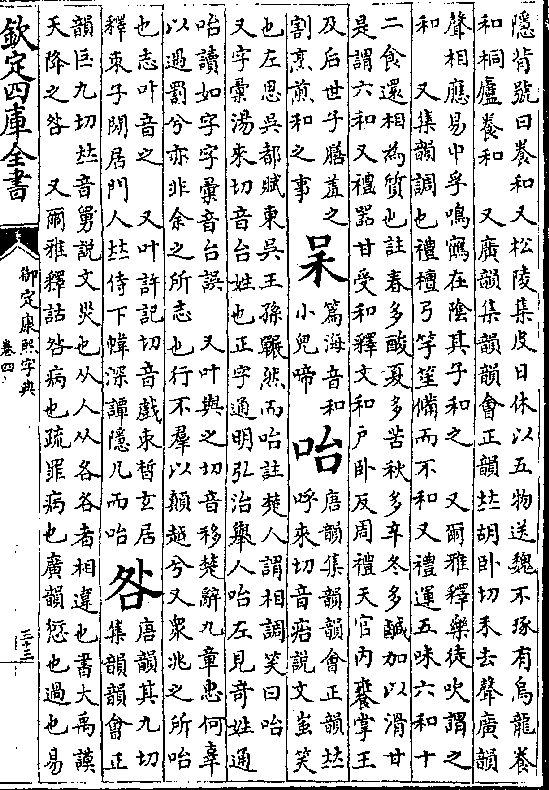 隱背號曰養和又松陵集皮日休以五物送魏不琢有烏龍養
和桐廬養和 又廣韻集韻韻會正韻𠀤胡卧切禾去聲廣韻
聲相應易中孚鳴鶴在陰其子和之 又爾雅釋樂徒吹謂之
和 又集韻調也禮檀弓竽笙備而不和又禮運五味六和十
二食還相為質也註春多酸夏多苦秋多辛冬多鹹加以滑甘
是謂六和又禮器甘受和釋文和戶卧反周禮天官内饔掌王
及后世子膳羞之
割烹煎和之事
呆
篇海音和
小兒啼
咍
唐韻集韻韻會正韻𠀤
呼來切音痎說文蚩笑
也左思吳都賦東吳王孫囅然而咍註楚人謂相調笑曰咍
又字彙湯來切音台姓也正字通明弘治舉人咍左見奇姓通
咍讀如字字彙音台誤 又叶與之切音移楚辭九章忠何辜
以過罰兮亦非余之所志也行不羣以顛越兮又衆兆之所咍
也志叶音之 又叶許記切音戲束晳玄居
釋束子閒居門人𠀤侍下幃深譚隱几而咍
咎
唐韻其九切
集韻韻會正
韻巨九切𠀤音舅說文災也从人从各各者相違也書大禹謨
天降之咎 又爾雅釋詁咎病也疏罪病也廣韻愆也過也易
欽定四庫全書
御定康熙字典
卷四
三十三